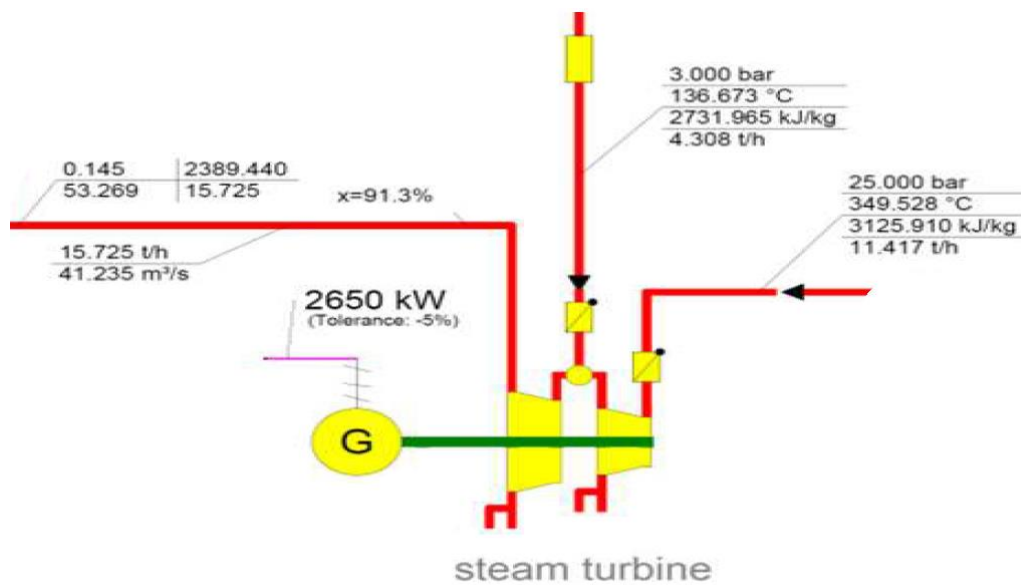 3.000 bar
136.673 °C
2731.965 kJ/kg
4.308 t/h
0.145 2389.440
53.269 15.725
x=91.3%
25.000 bar
349.528 °C
3125.910 kJ/kg
11.417 t/h
15.725 t/h
41.235 m³/s
2650 kW
(Tolerance: -5%)
G
steam turbine